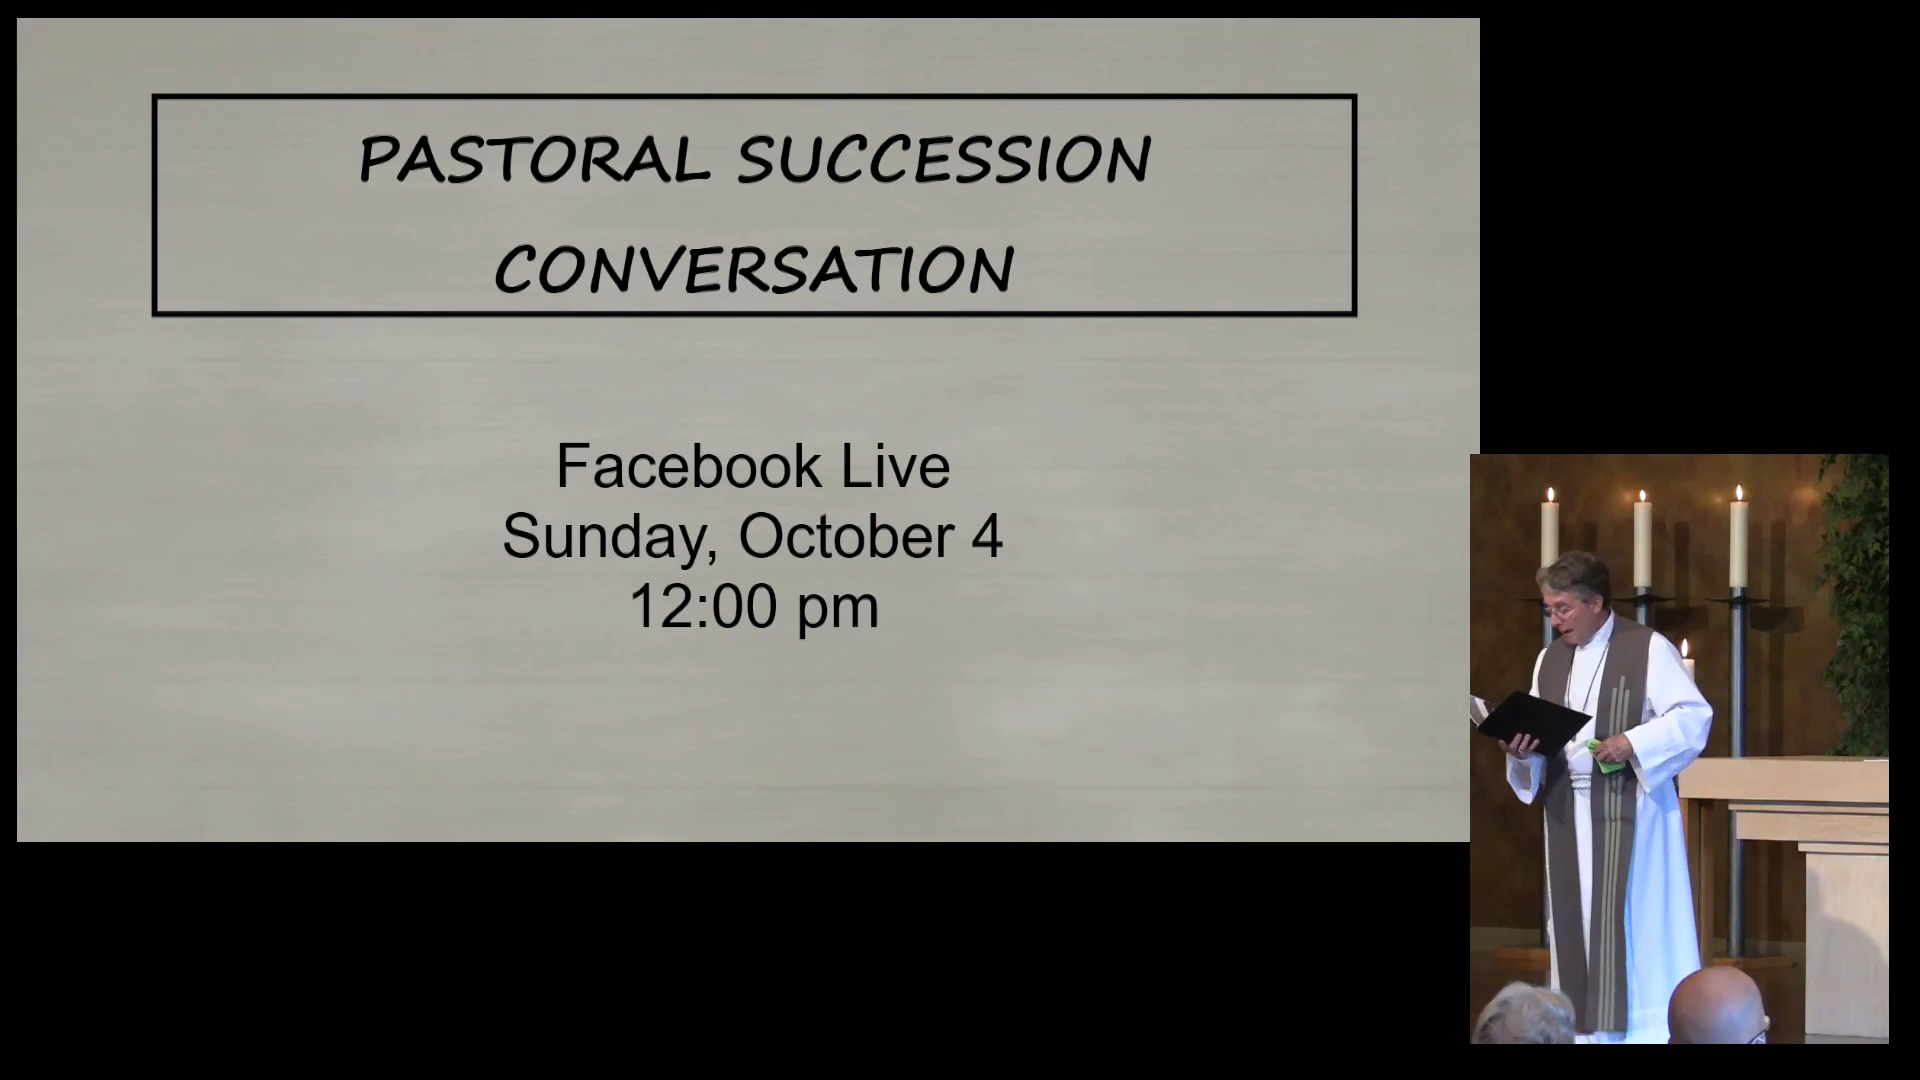 PASTORAL SUCCESSION
CONVERSATION
Facebook Live
Sunday, October 4
12:00 pm